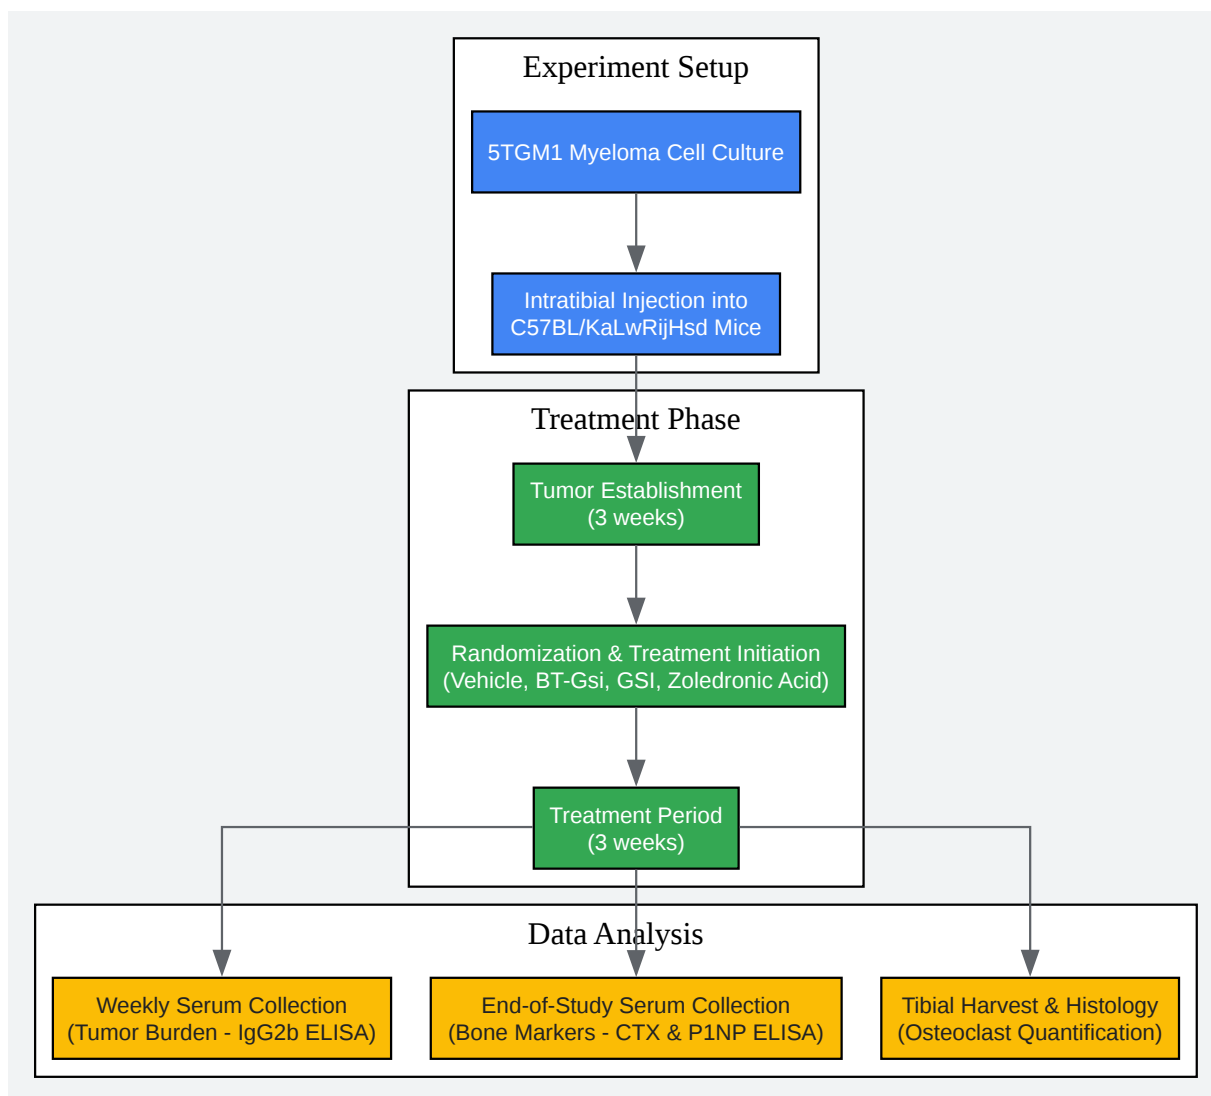 Experiment Setup
5TGM1 Myeloma Cell Culture
Intratibial Injection into
C57BL/KaLwRijHsd Mice
Treatment Phase
Tumor Establishment
(3 weeks)
Randomization & Treatment Initiation
(Vehicle, BT-Gsi, GSI, Zoledronic Acid)
Treatment Period
(3 weeks)
Data Analysis
Weekly Serum Collection
(Tumor Burden - IgG2b ELISA)
End-of-Study Serum Collection
(Bone Markers - CTX & P1NP ELISA)
Tibial Harvest & Histology
(Osteoclast Quantification)